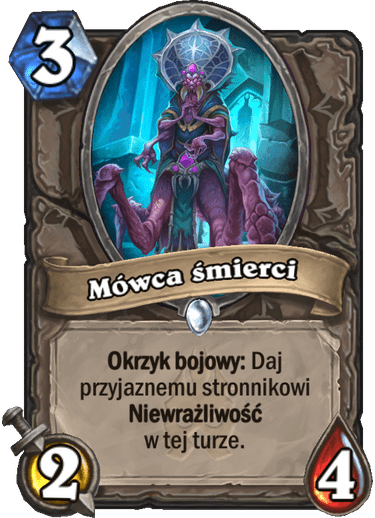 3
Mówca śmierci
Okrzyk bojowy: Daj
przyjaznemu stronnikowi
Niewrażliwość
w tej turze.
2
4